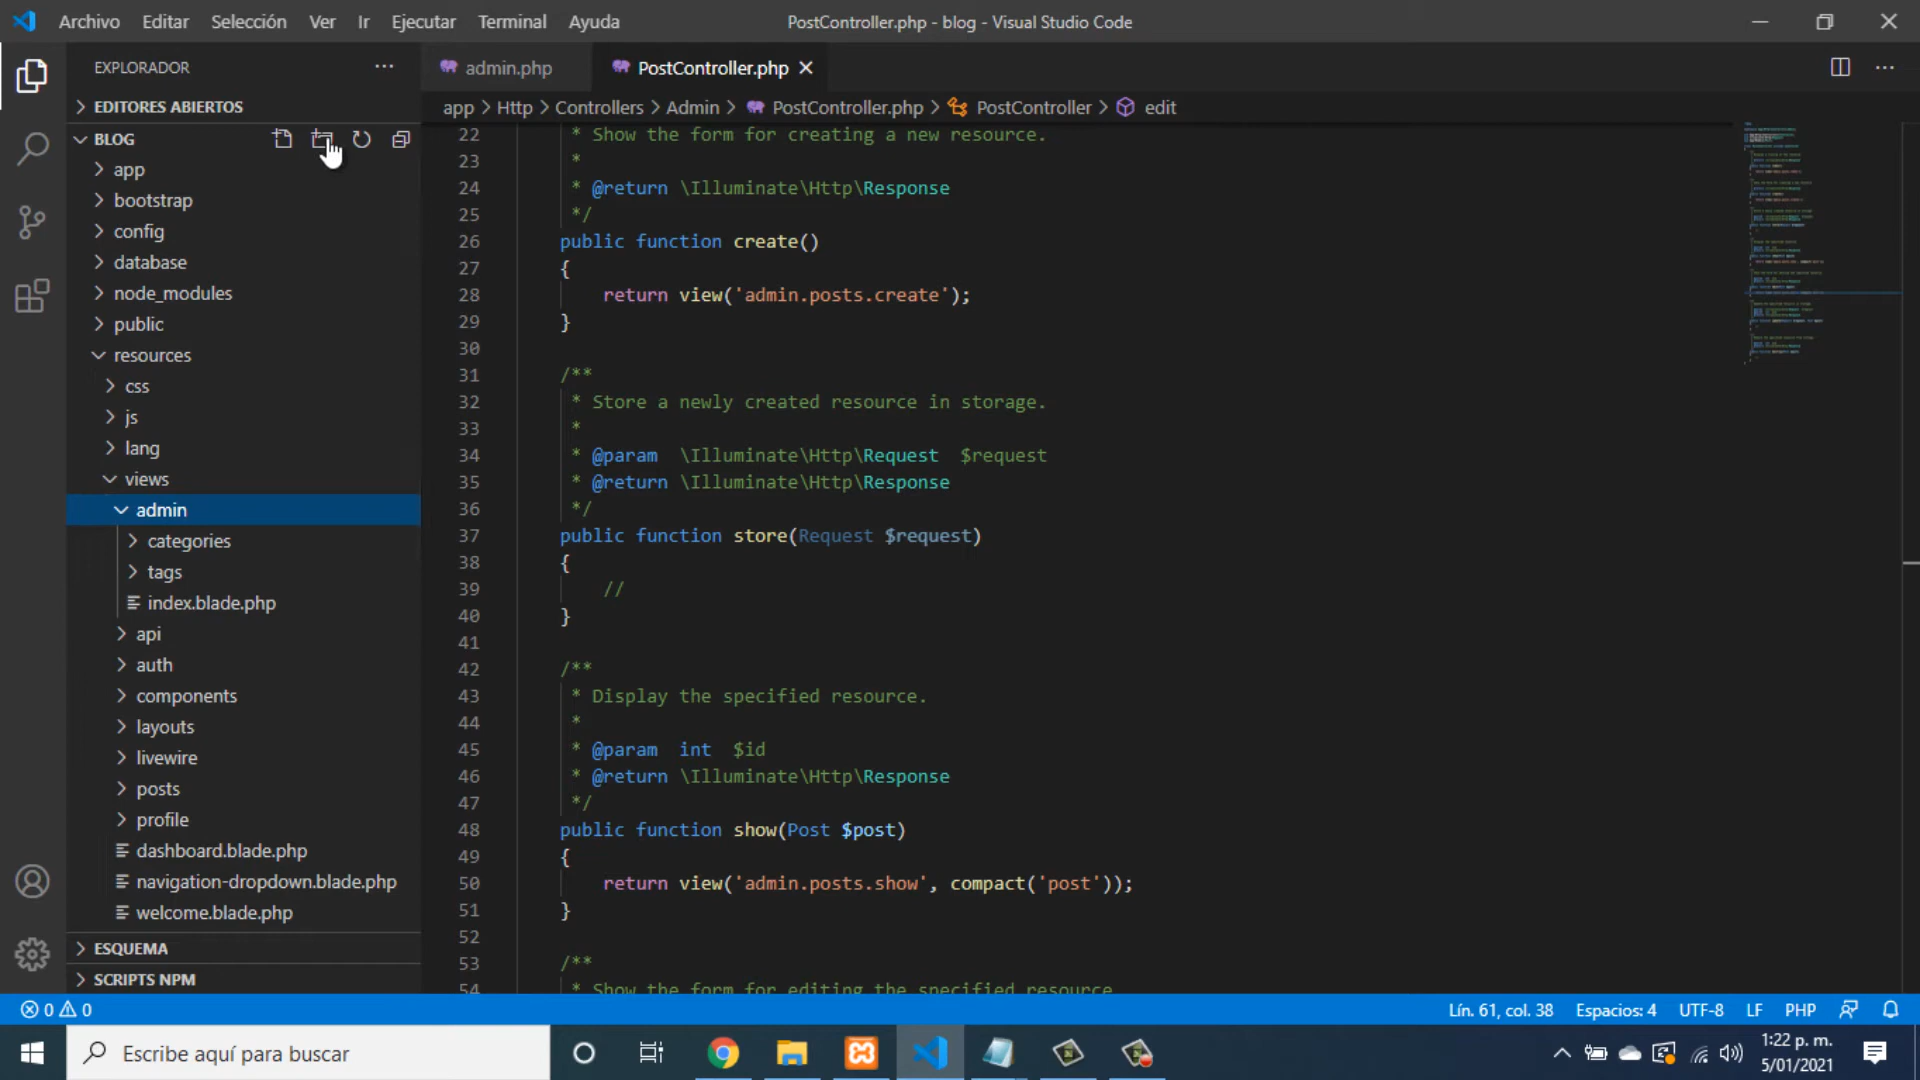 Archivo Editar Selección Ver Ir Ejecutar Terminal Ayuda
PostController.php - blog - Visual Studio Code
EXPLORADOR
EDITORES ABIERTOS
BLOG
app
bootstrap
config
database
node_modules
public
resources
css
js
lang
views
admin
categories
tags
index.blade.php
api
auth
components
layouts
livewire
posts
profile
dashboard.blade.php
navigation-dropdown.blade.php
welcome.blade.php
ESQUEMA
SCRIPTS NPM
admin.php PostController.php
app > Http > Controllers > Admin > PostController.php > PostController > edit
22 * Show the form for creating a new resource.
23 *
24 * @return \Illuminate\Http\Response
25 */
26 public function create()
27 {
28 return view('admin.posts.create');
29 }
30
31 /**
32 * Store a newly created resource in storage.
33 *
34 * @param \Illuminate\Http\Request $request
35 * @return \Illuminate\Http\Response
36 */
37 public function store(Request $request)
38 {
39 //
40 }
41
42 /**
43 * Display the specified resource.
44 *
45 * @param int $id
46 * @return \Illuminate\Http\Response
47 */
48 public function show(Post $post)
49 {
50 return view('admin.posts.show', compact('post'));
51 }
52
53 /**
54 * Show the form for editing the specified resource
0 0
Lín. 61, col. 38 Espacios: 4 UTF-8 LF PHP
Escribe aquí para buscar
1:22 p. m.
5/01/2021